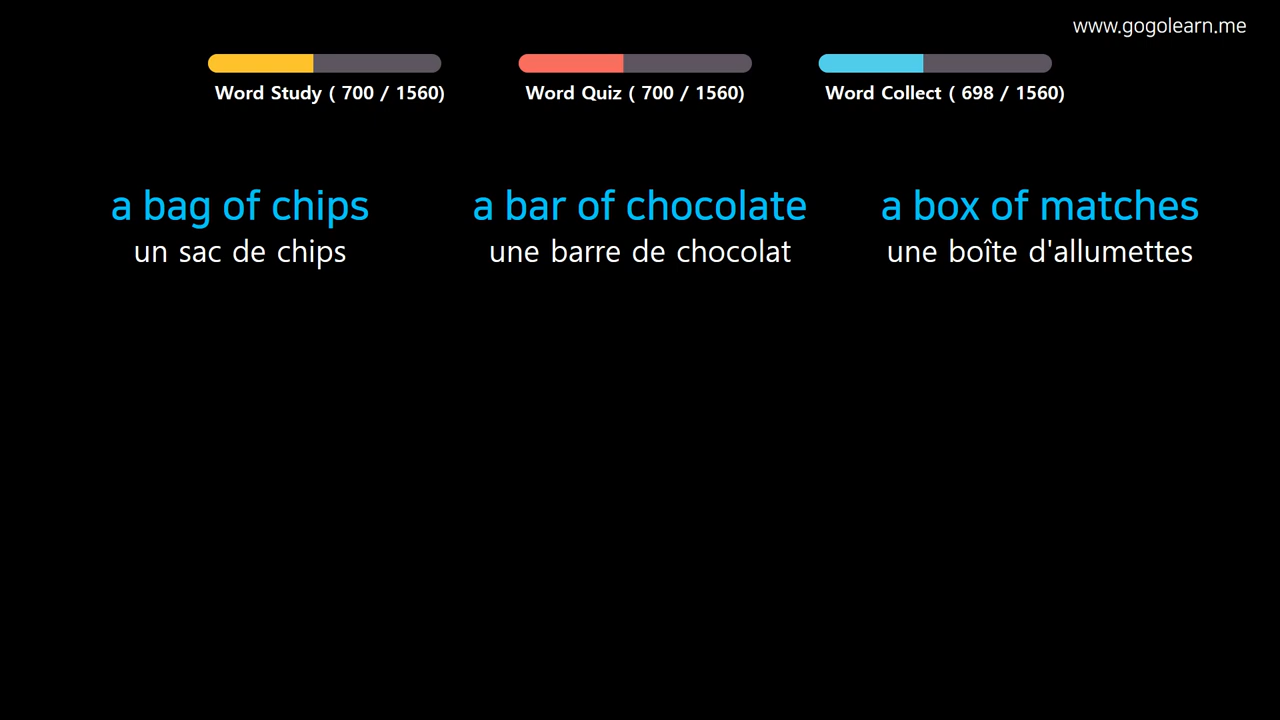 www.gogolearn.me
Word Study ( 700 / 1560)
Word Quiz ( 700 / 1560)
Word Collect ( 698 / 1560)
a bag of chips
un sac de chips
a bar of chocolate
une barre de chocolat
a box of matches
une boîte d'allumettes